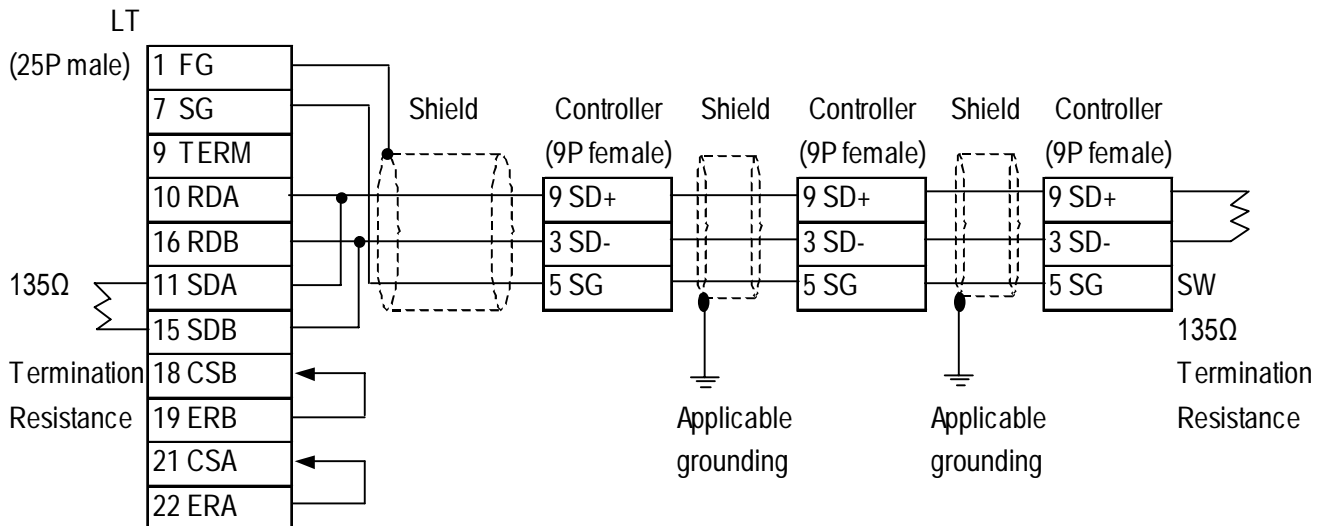 LT
(25P male)
1 FG
7 SG
9 TERM
10 RDA
16 RDB
11 SDA
15 SDB
18 CSB
19 ERB
21 CSA
22 ERA
135Ω
Termination
Resistance
Shield
Controller
(9P female)
9 SD+
3 SD-
5 SG
Shield
Applicable
grounding
Controller
(9P female)
9 SD+
3 SD-
5 SG
Shield
Applicable
grounding
Controller
(9P female)
9 SD+
3 SD-
5 SG
SW
135Ω
Termination
Resistance